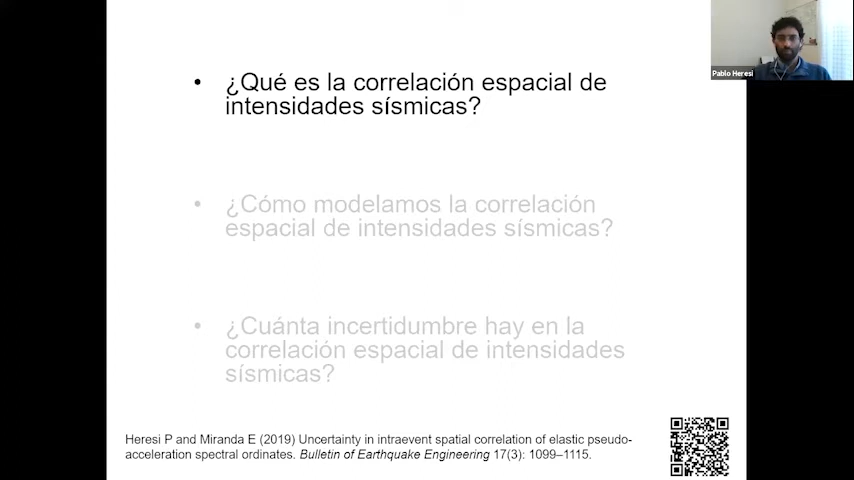 Pablo Heresi
• ¿Qué es la correlación espacial de
intensidades sísmicas?
• ¿Cómo modelamos la correlación
espacial de intensidades sísmicas?
• ¿Cuánta incertidumbre hay en la
correlación espacial de intensidades
sísmicas?
Heresi P and Miranda E (2019) Uncertainty in intraevent spatial correlation of elastic pseudo-
acceleration spectral ordinates. Bulletin of Earthquake Engineering 17(3): 1099–1115.